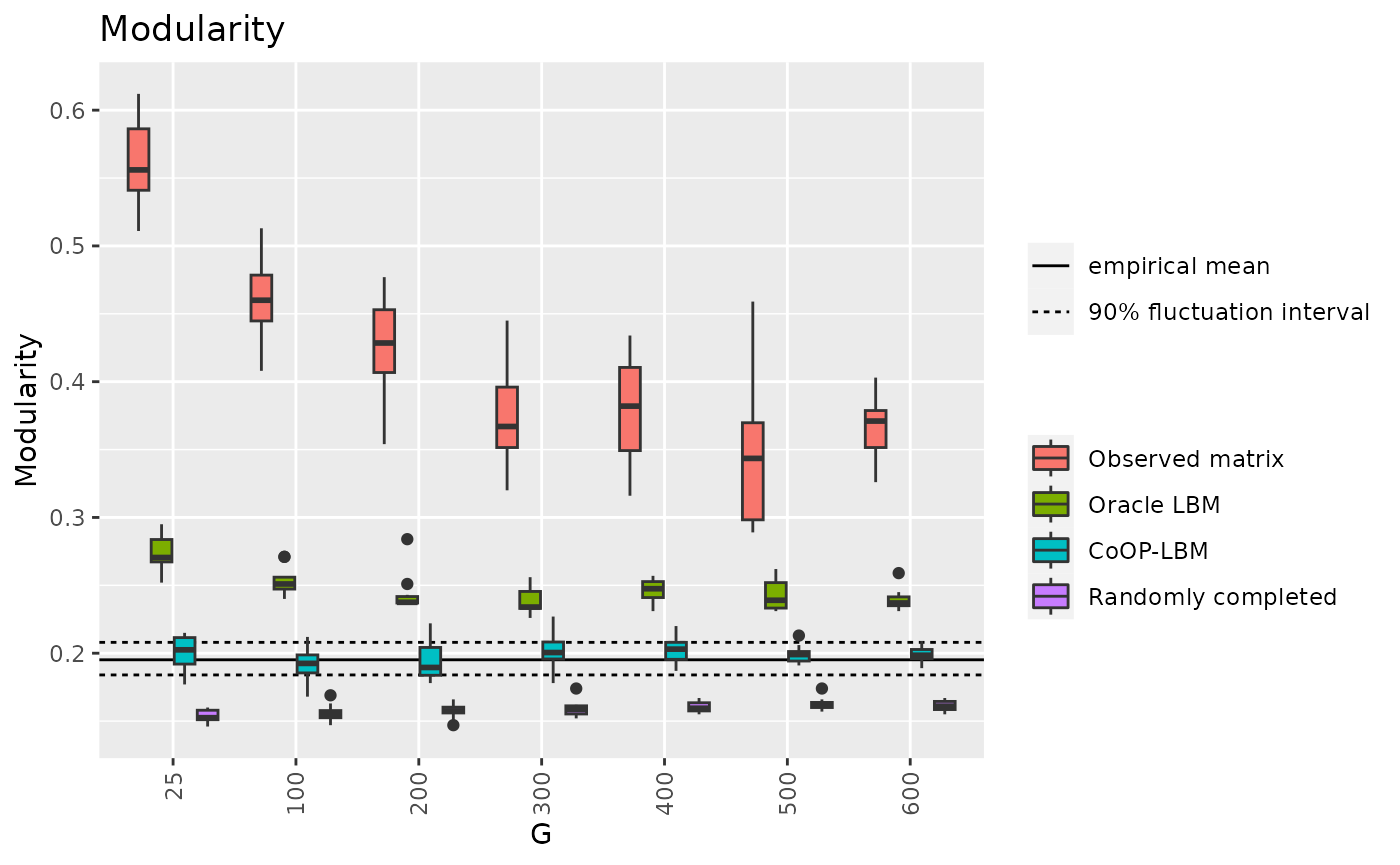 Modularity
Modularity
0.6
0.5
0.4
0.3
0.2
25
100
200
300
400
500
600
G
empirical mean
90% fluctuation interval
Observed matrix
Oracle LBM
CoOP-LBM
Randomly completed